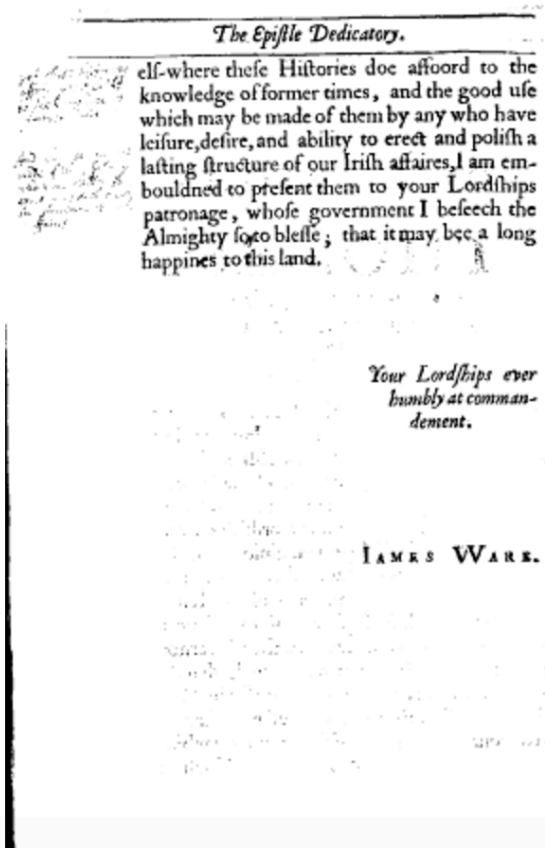 The Epiſtle Dedicatory.
elſ-where theſe Hiſtories doe affoord to the
knowledge of former times, and the good uſe
which may be made of them by any who have
leiſure,deſire, and ability to erect and poliſh a
laſting ſtructure of our Iriſh affaires,I am em-
bouldned to preſent them to your Lordſhips
patronage, whoſe government I beſeech the
Almighty ſo to bleſſe; that it may bee a long
happines to this land.
Your Lordſhips ever
humbly at comman-
dement.
IAMES WARE.